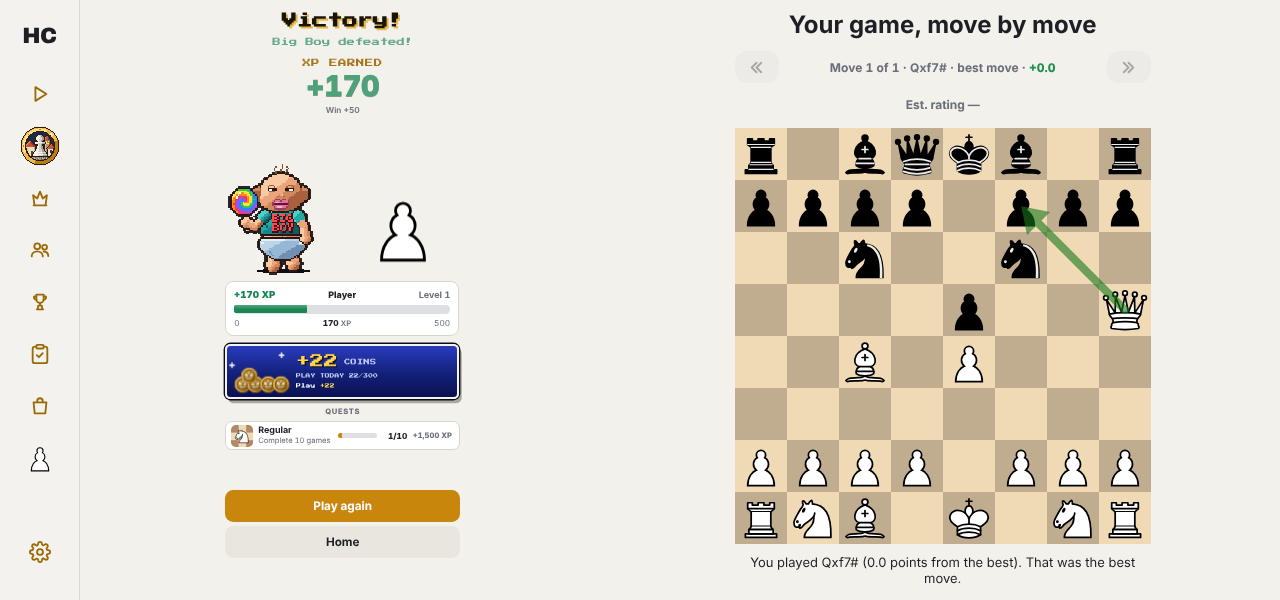 HC
Victory!
Big Boy defeated!
XP EARNED
+170
Win +50
BIG
BOY
+170 XP Player Level 1
0 170 XP 500
+22 COINS
PLAY TODAY 22/300
Play +22
QUESTS
Regular
Complete 10 games
1/10 +1,500 XP
Play again
Home
Your game, move by move
Move 1 of 1 · Qxf7# · best move · +0.0
Est. rating —
You played Qxf7# (0.0 points from the best). That was the best
move.